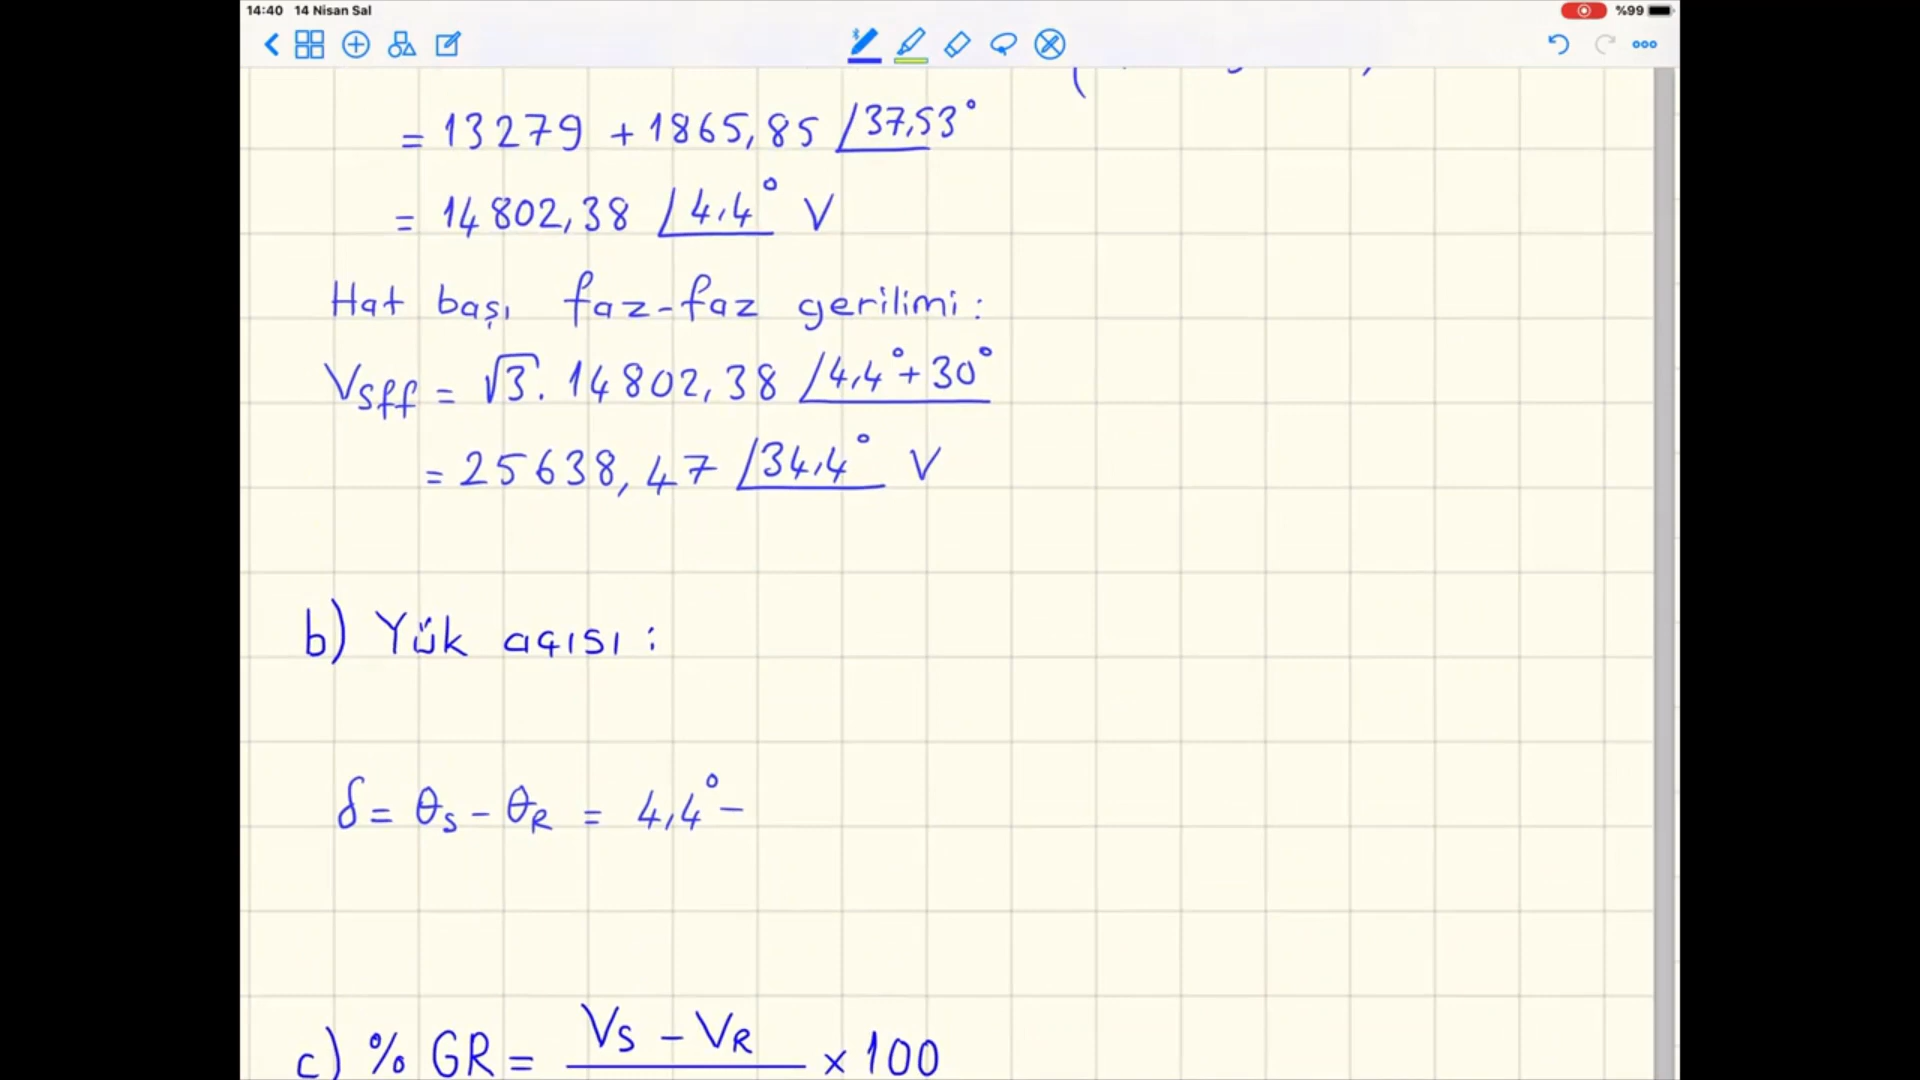 14:40 14 Nisan Sal %99
= 13279 + 1865,85 /37,53°
= 14802,38 /4,4° V
Hat başı faz-faz gerilimi:
Vsff = √3. 14802,38 /4,4°+30°
= 25638,47 /34,4° V
b) Yük açısı:
δ = θS - θR = 4,4° -
c) % GR = VS - VR x 100